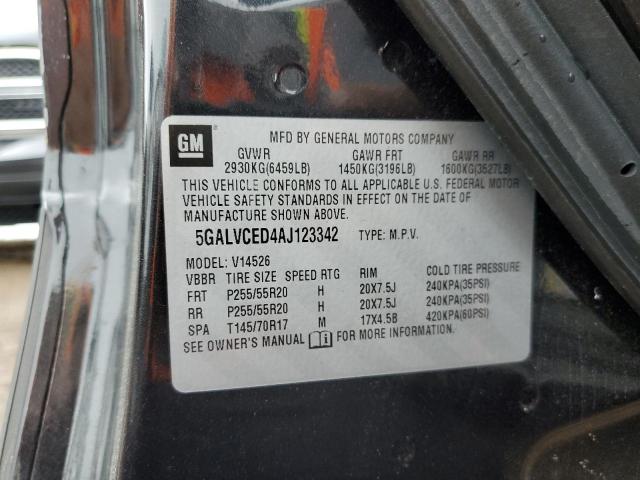 GM
MFD BY GENERAL MOTORS COMPANY
GVWR GAWR FRT GAWR RR
2930KG(6459LB) 1450KG(3196LB) 1600KG(3527LB)
THIS VEHICLE CONFORMS TO ALL APPLICABLE U.S. FEDERAL MOTOR
VEHICLE SAFETY STANDARDS IN EFFECT ON THE DATE OF
MANUFACTURE SHOWN ABOVE.
5GALVCED4AJ123342 TYPE: M.P.V.
MODEL: V14526
VBBR TIRE SIZE SPEED RTG RIM COLD TIRE PRESSURE
FRT P255/55R20 H 20X7.5J 240KPA(35PSI)
RR P255/55R20 H 20X7.5J 240KPA(35PSI)
SPA T145/70R17 M 17X4.5B 420KPA(60PSI)
SEE OWNER'S MANUAL FOR MORE INFORMATION.